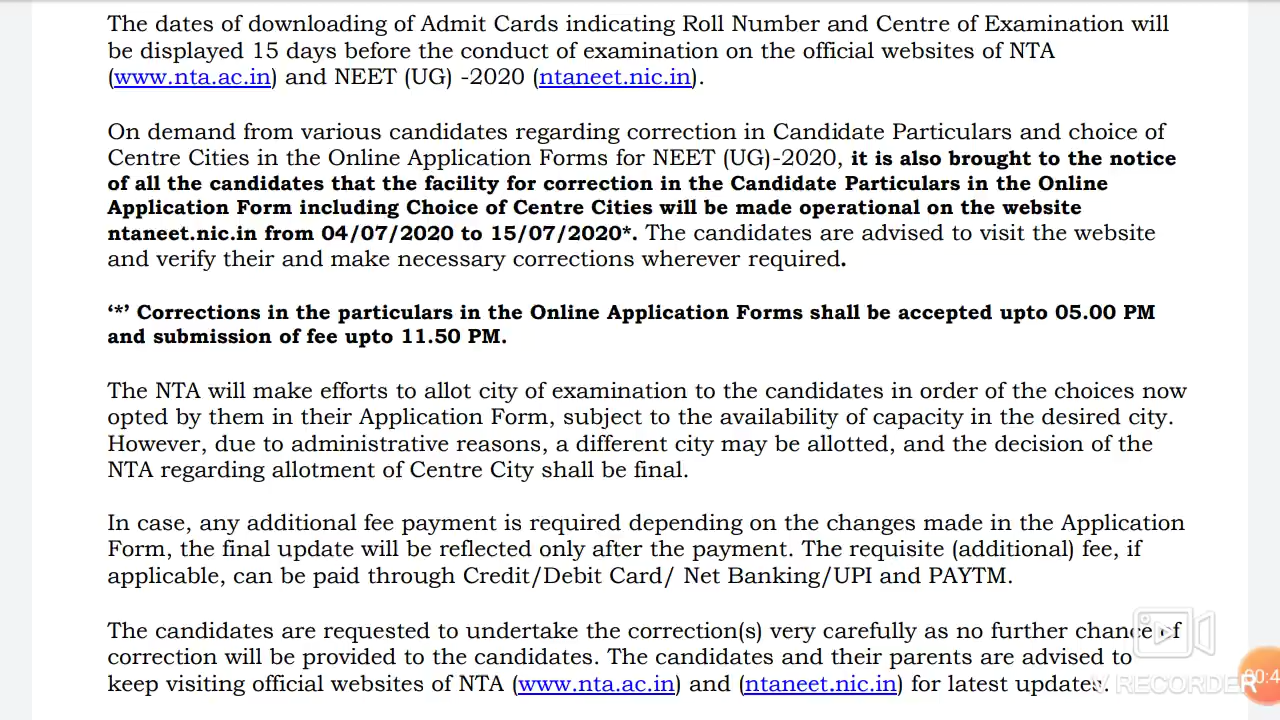 The dates of downloading of Admit Cards indicating Roll Number and Centre of Examination will
be displayed 15 days before the conduct of examination on the official websites of NTA
(www.nta.ac.in) and NEET (UG) -2020 (ntaneet.nic.in).
On demand from various candidates regarding correction in Candidate Particulars and choice of
Centre Cities in the Online Application Forms for NEET (UG)-2020, it is also brought to the notice
of all the candidates that the facility for correction in the Candidate Particulars in the Online
Application Form including Choice of Centre Cities will be made operational on the website
ntaneet.nic.in from 04/07/2020 to 15/07/2020*. The candidates are advised to visit the website
and verify their and make necessary corrections wherever required.
‘*’ Corrections in the particulars in the Online Application Forms shall be accepted upto 05.00 PM
and submission of fee upto 11.50 PM.
The NTA will make efforts to allot city of examination to the candidates in order of the choices now
opted by them in their Application Form, subject to the availability of capacity in the desired city.
However, due to administrative reasons, a different city may be allotted, and the decision of the
NTA regarding allotment of Centre City shall be final.
In case, any additional fee payment is required depending on the changes made in the Application
Form, the final update will be reflected only after the payment. The requisite (additional) fee, if
applicable, can be paid through Credit/Debit Card/ Net Banking/UPI and PAYTM.
The candidates are requested to undertake the correction(s) very carefully as no further chance of
correction will be provided to the candidates. The candidates and their parents are advised to
keep visiting official websites of NTA (www.nta.ac.in) and (ntaneet.nic.in) for latest updates.
V RECORDER
00:4